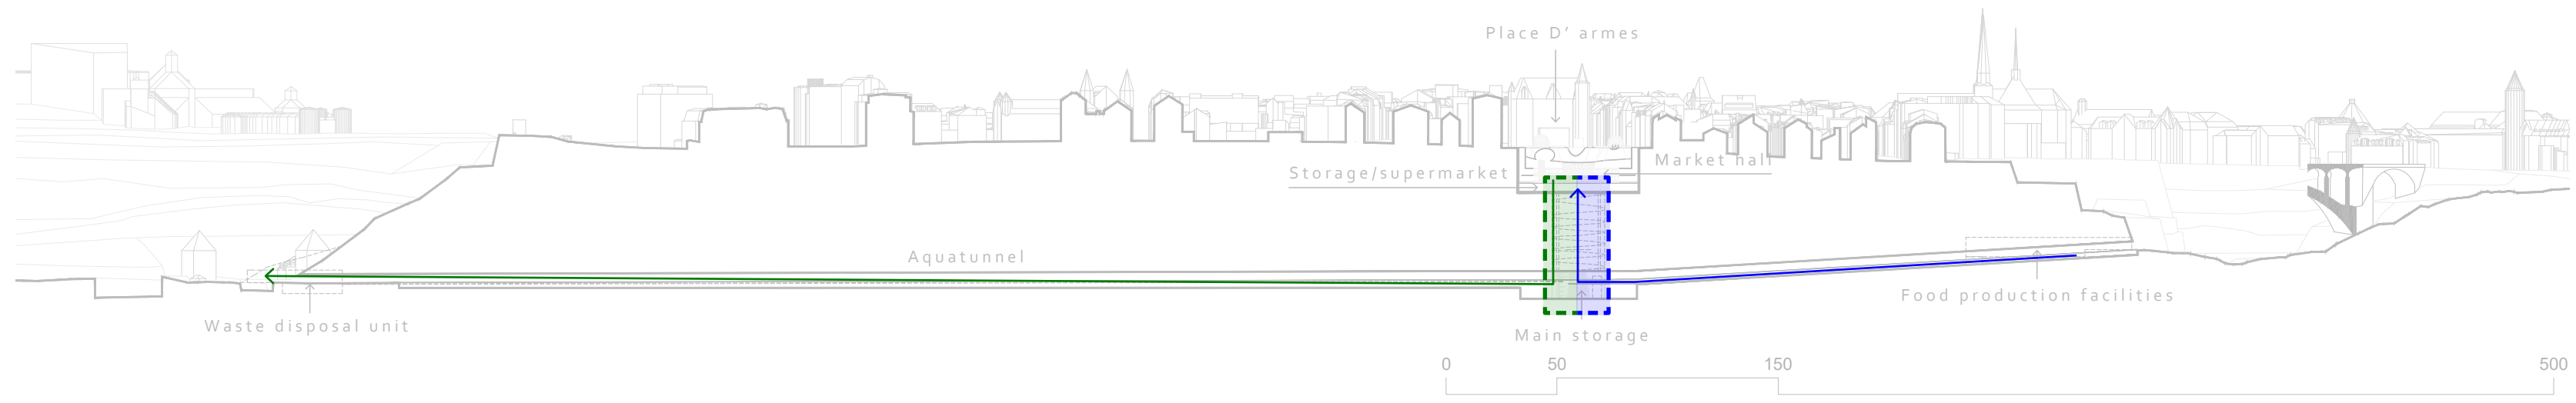 Place D’ armes
Market hall
Storage/supermarket
Aquatunnel
Food production facilities
Waste disposal unit
Main storage
0 50 150 500